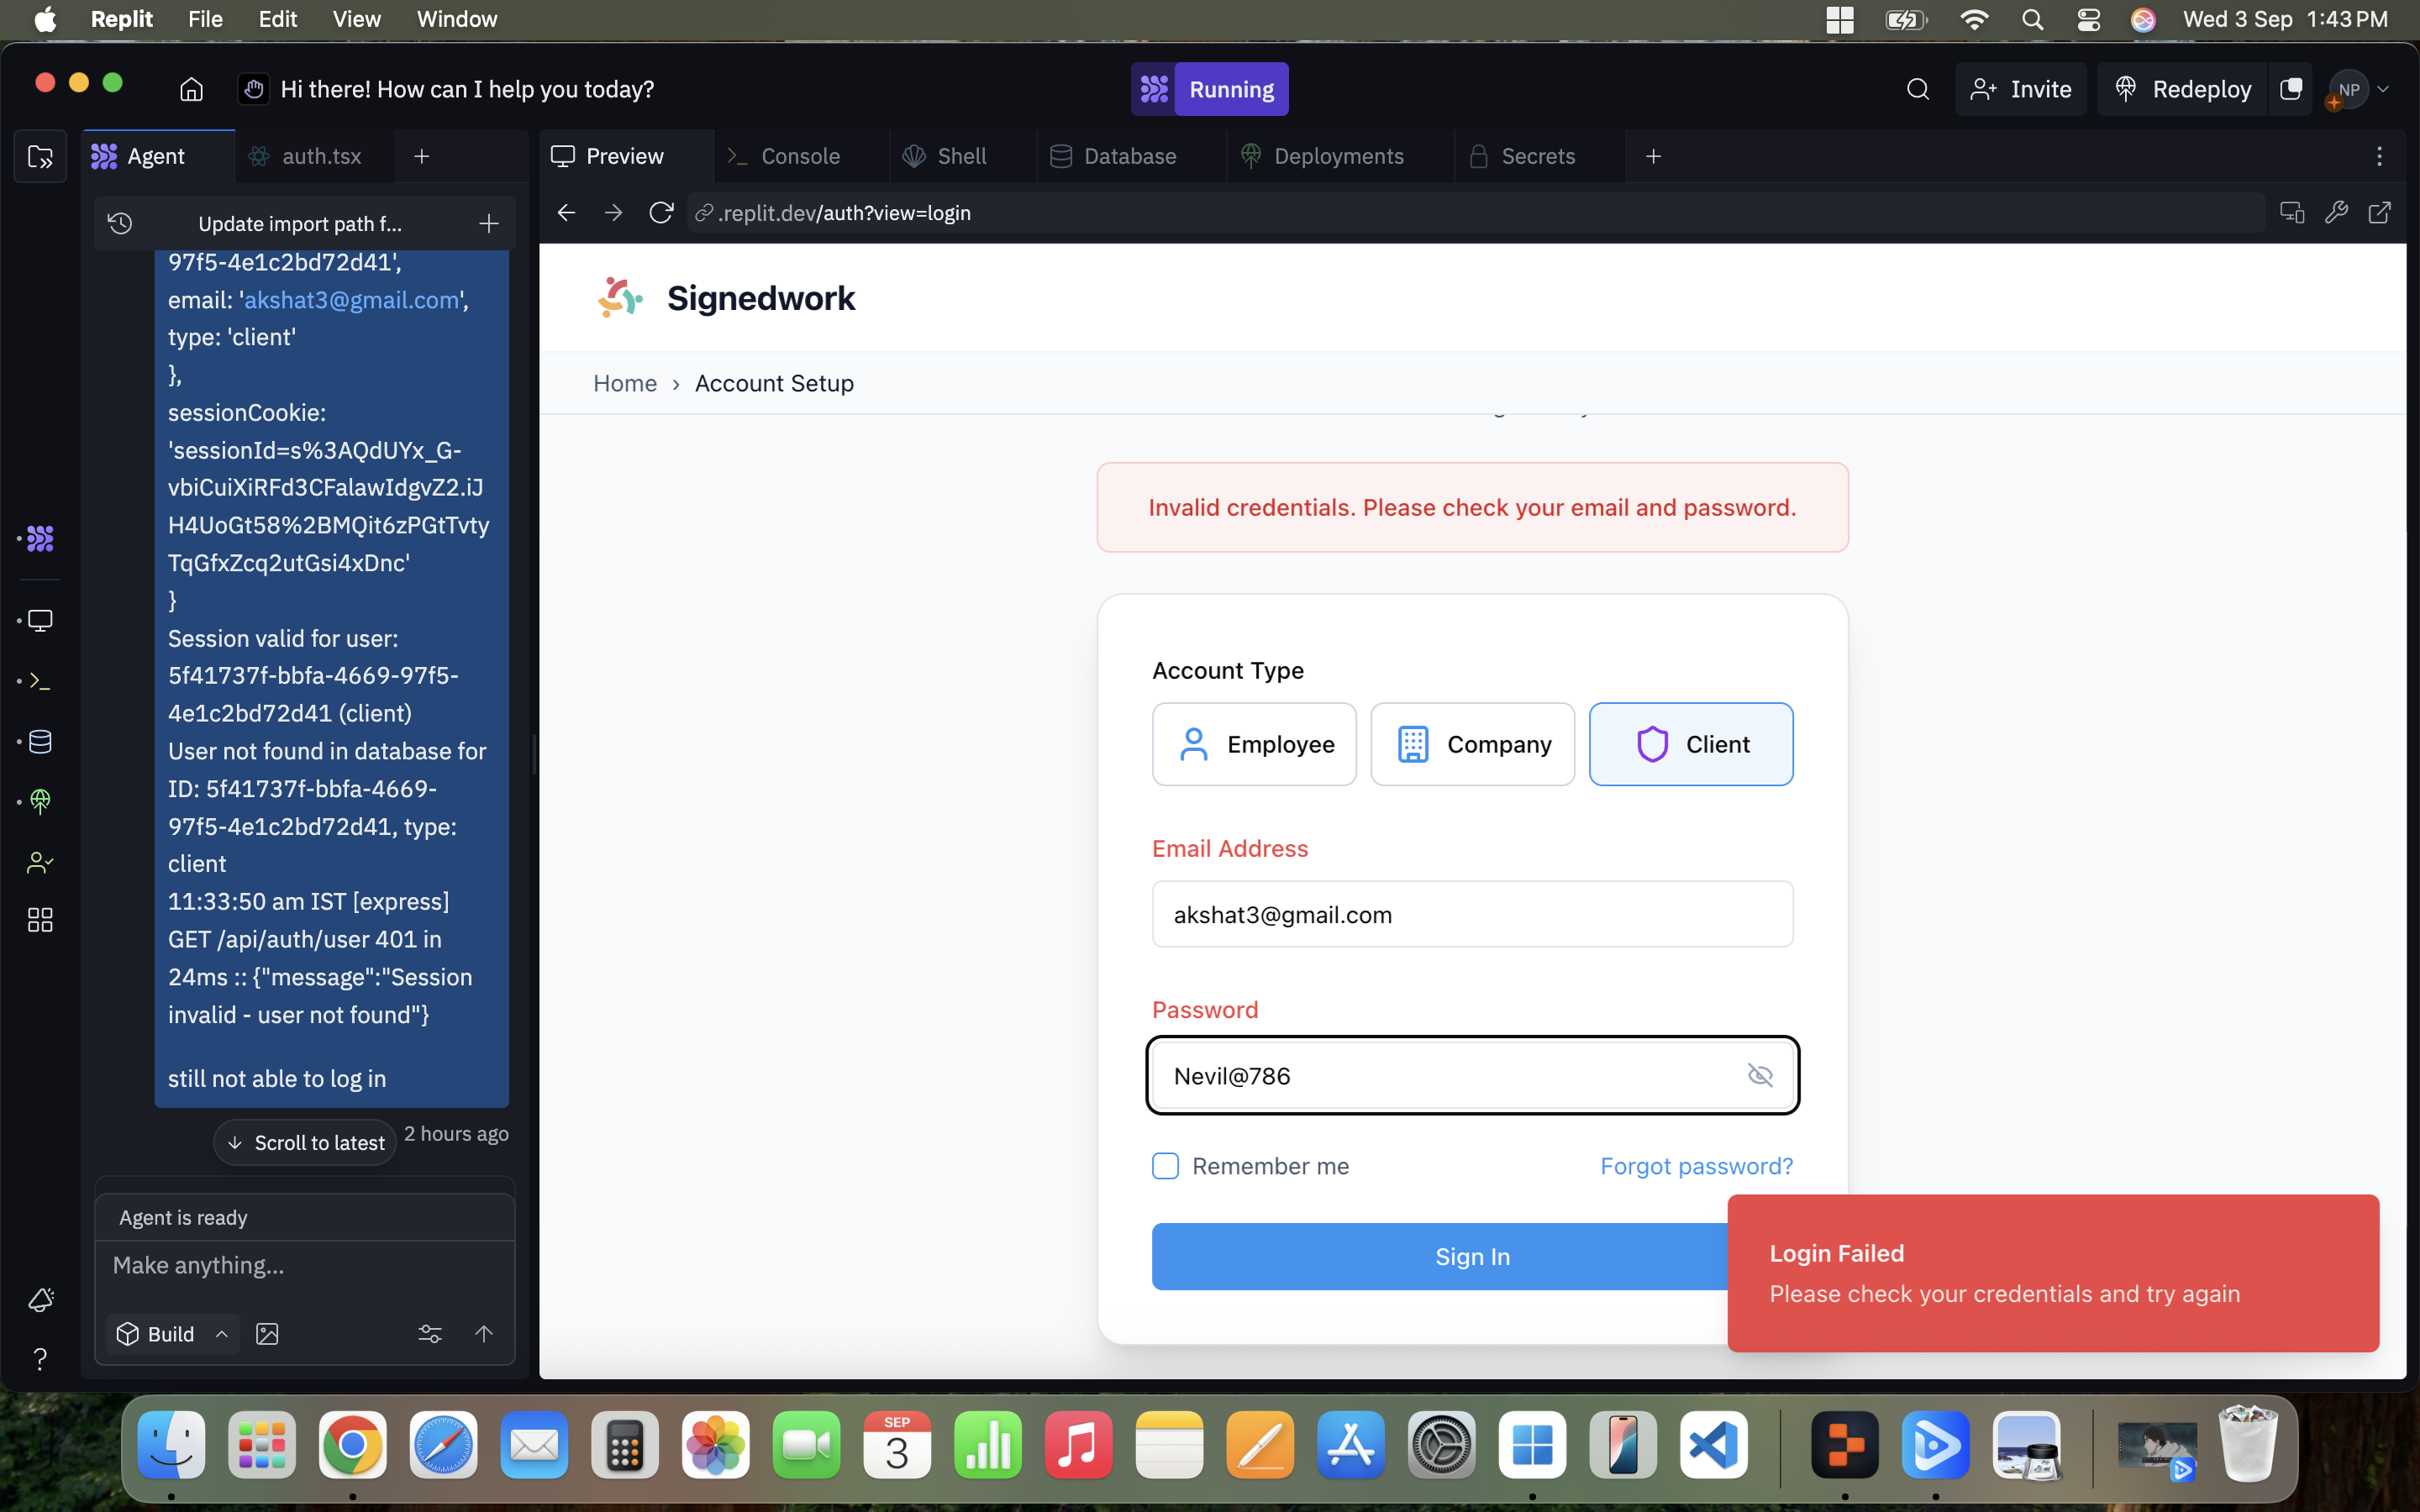 Replit File Edit View Window Wed 3 Sep 1:43 PM
Hi there! How can I help you today? Running Invite Redeploy NP
Agent auth.tsx Preview Console Shell Database Deployments Secrets
Update import path f...
.replit.dev/auth?view=login
97f5-4e1c2bd72d41',
email: 'akshat3@gmail.com',
type: 'client'
},
sessionCookie:
'sessionId=s%3AQdUYx_G-
vbiCuiXiRFd3CFalawIdgvZ2.iJ
H4UoGt58%2BMQit6zPGtTvty
TqGfxZcq2utGsi4xDnc'
}
Session valid for user:
5f41737f-bbfa-4669-97f5-
4e1c2bd72d41 (client)
User not found in database for
ID: 5f41737f-bbfa-4669-
97f5-4e1c2bd72d41, type:
client
11:33:50 am IST [express]
GET /api/auth/user 401 in
24ms :: {"message":"Session
invalid - user not found"}
still not able to log in
Scroll to latest 2 hours ago
Agent is ready
Make anything...
Build
?
Signedwork
Home › Account Setup
Invalid credentials. Please check your email and password.
Account Type
Employee Company Client
Email Address
akshat3@gmail.com
Password
Nevil@786
Remember me Forgot password?
Sign In
Login Failed
Please check your credentials and try again
SEP
3